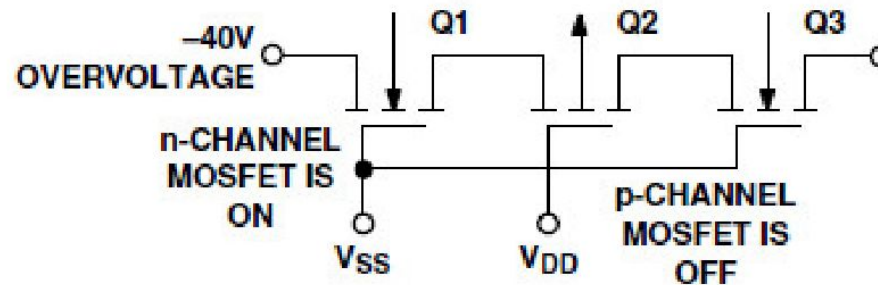 –40V
OVERVOLTAGE
Q1
Q2
Q3
n-CHANNEL
MOSFET IS
ON
p-CHANNEL
MOSFET IS
OFF
VSS
VDD